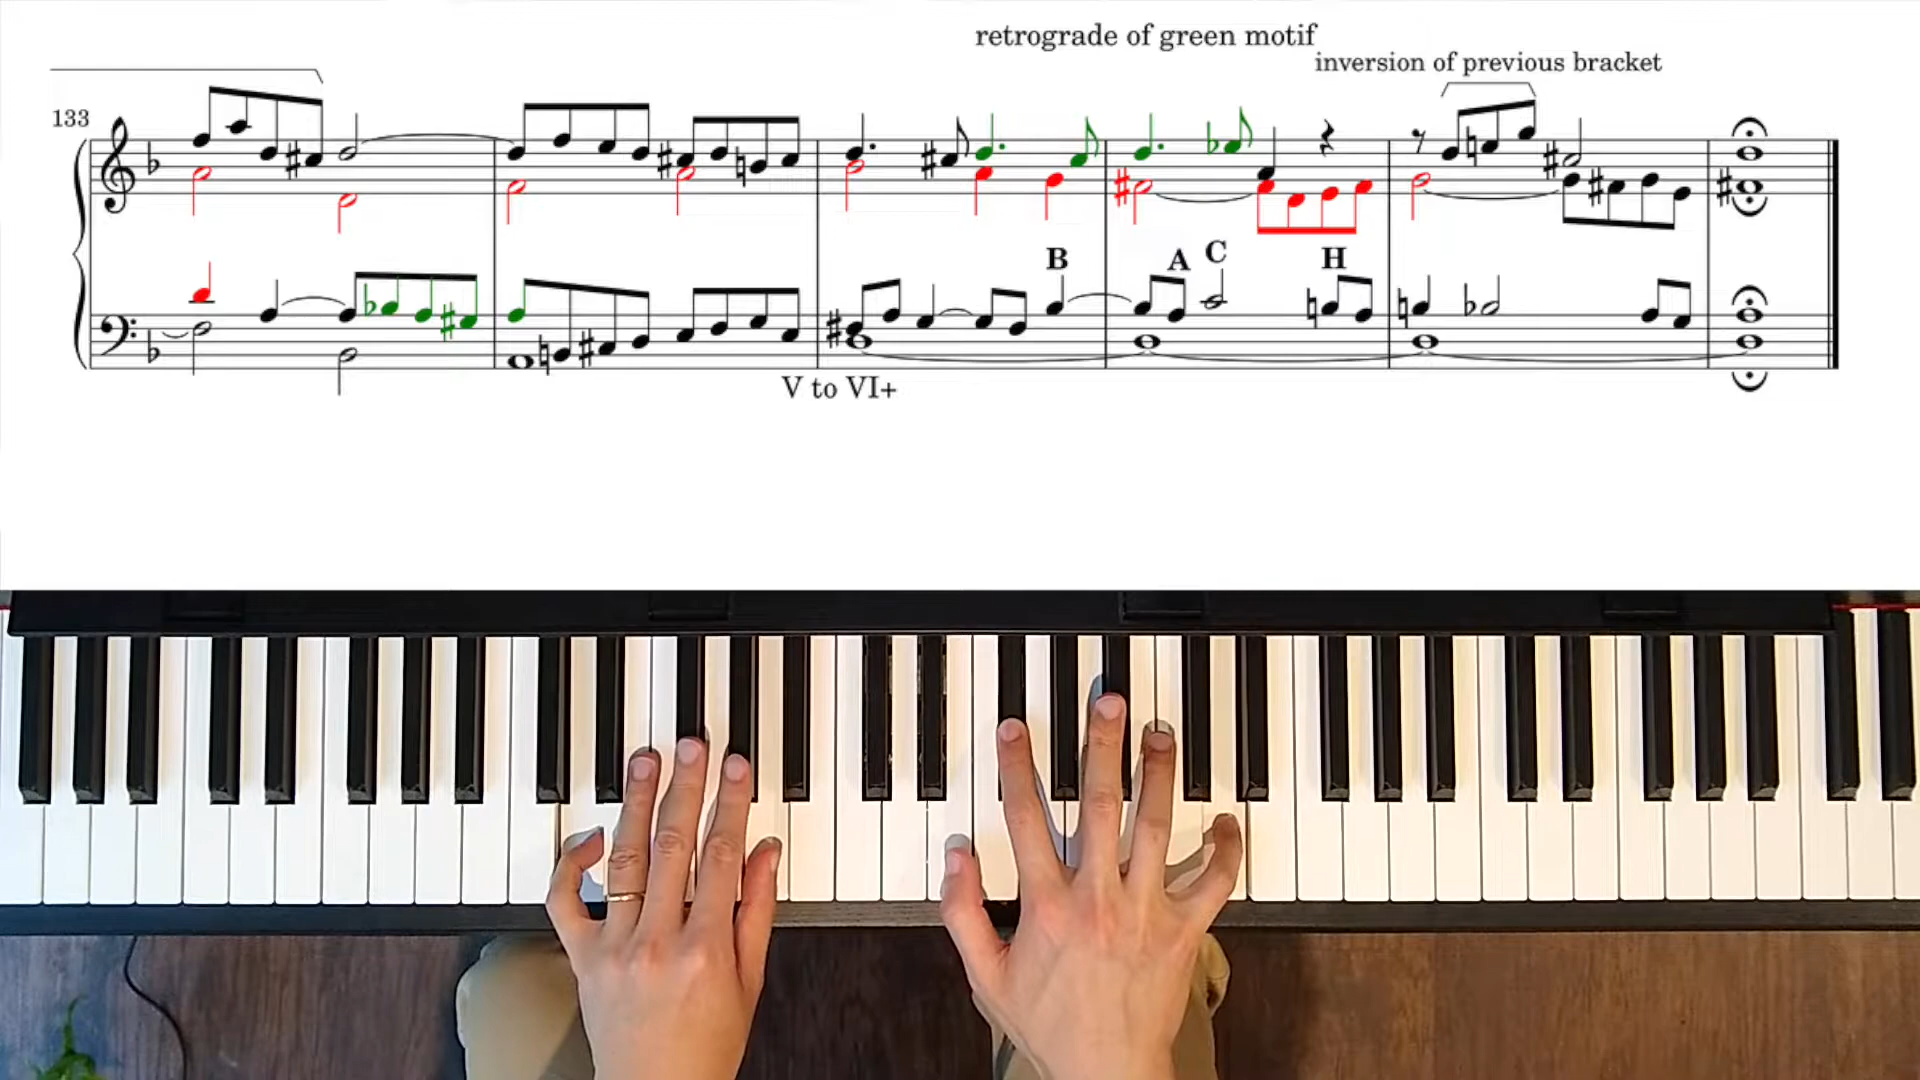 retrograde of green motif
inversion of previous bracket
133
B A C H
V to VI+